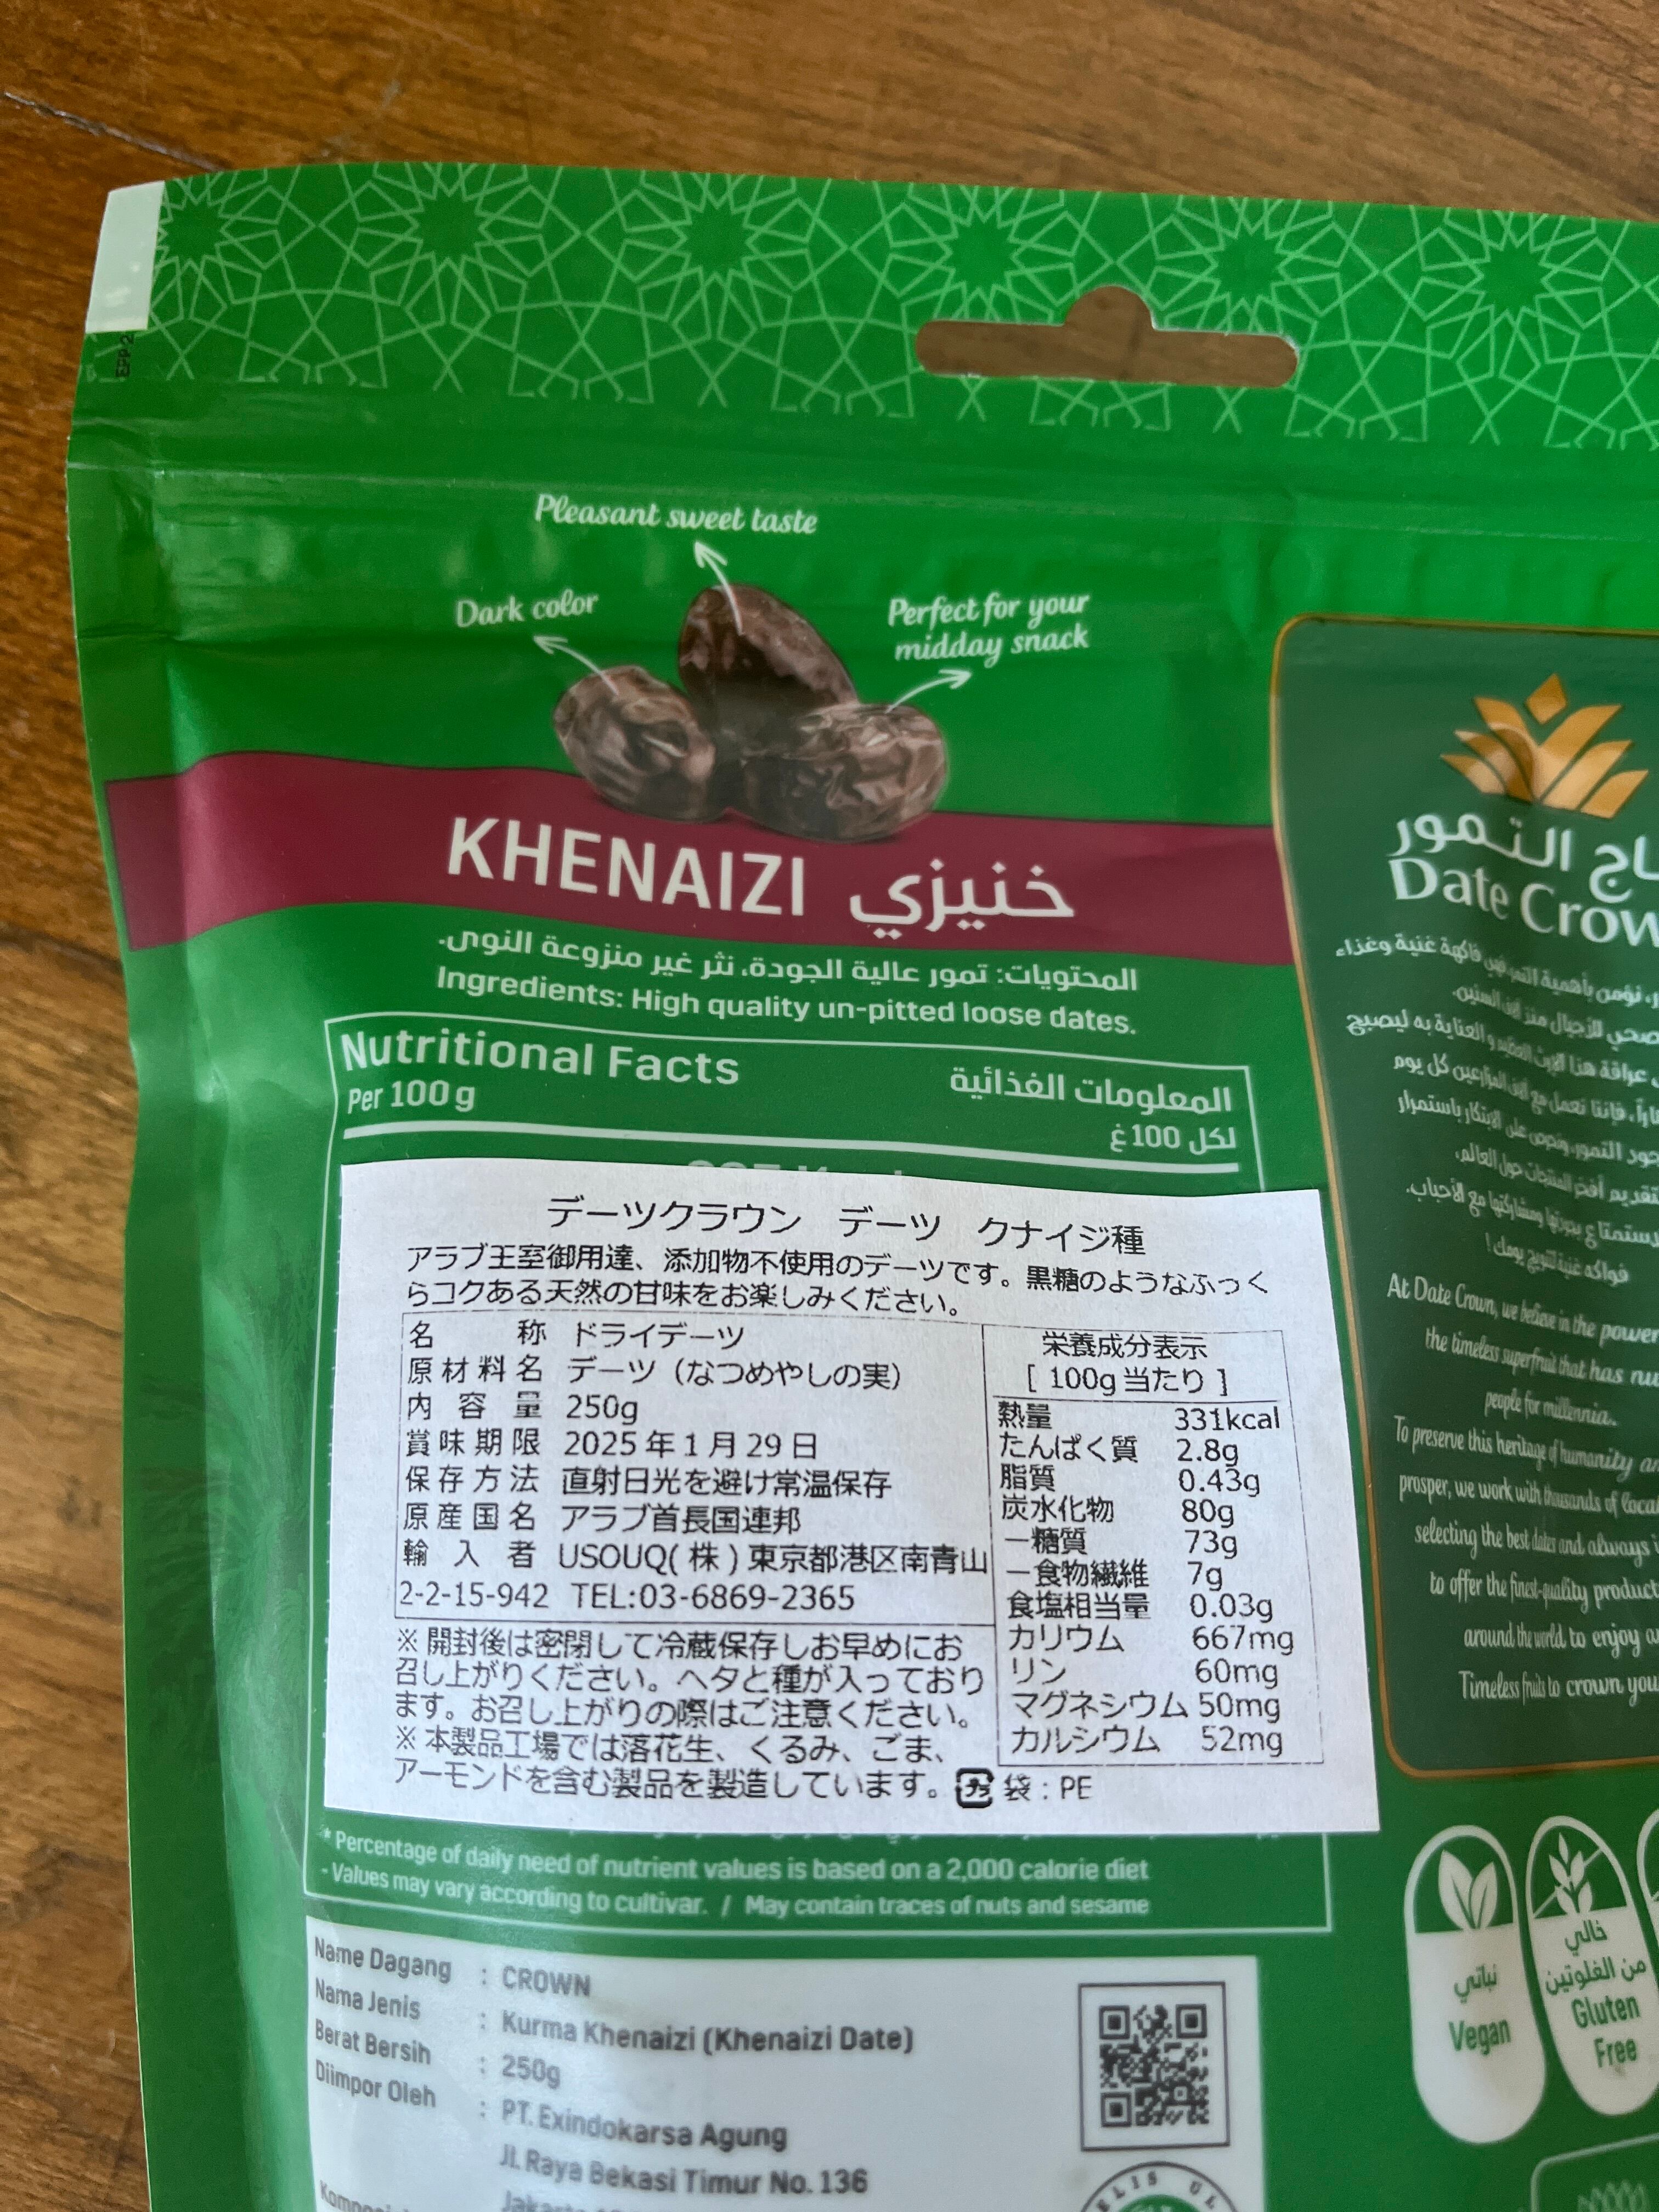 EPP-2
Pleasant sweet taste
Dark color
Perfect for your
midday snack
KHENAIZI خنيزي
المحتويات: تمور عالية الجودة، نثر غير منزوعة النوى.
Ingredients: High quality un-pitted loose dates.
Nutritional Facts المعلومات الغذائية
Per 100 g لكل 100 غ
デーツクラウン デーツ クナイジ種
アラブ王室御用達、添加物不使用のデーツです。黒糖のようなふっく
らコクある天然の甘味をお楽しみください。
名称 ドライデーツ
原材料名 デーツ（なつめやしの実）
内容量 250g
賞味期限 2025年1月29日
保存方法 直射日光を避け常温保存
原産国名 アラブ首長国連邦
輸入者 USOUQ(株)東京都港区南青山
2-2-15-942 TEL:03-6869-2365
※開封後は密閉して冷蔵保存しお早めにお
召し上がりください。ヘタと種が入っており
ます。お召し上がりの際はご注意ください。
※本製品工場では落花生、くるみ、ごま、
アーモンドを含む製品を製造しています。 プラ 袋：PE
栄養成分表示
[ 100g当たり ]
熱量 331kcal
たんぱく質 2.8g
脂質 0.43g
炭水化物 80g
－糖質 73g
－食物繊維 7g
食塩相当量 0.03g
カリウム 667mg
リン 60mg
マグネシウム 50mg
カルシウム 52mg
* Percentage of daily need of nutrient values is based on a 2,000 calorie diet
- Values may vary according to cultivar. / May contain traces of nuts and sesame
Name Dagang : CROWN
Nama Jenis : Kurma Khenaizi (Khenaizi Date)
Berat Bersih : 250g
Diimpor Oleh : PT. Exindokarsa Agung
Jl. Raya Bekasi Timur No. 136
التمور
Date
At Date Crown, we believe in the power
the timeless superfruit that has
people for millennia.
To preserve this heritage of humanity
prosper, we work with thousands of
selecting the best dates and always
to offer the finest-quality
around the world to enjoy
Timeless fruits to crown
نباتي
Vegan
خالي
من الغلوتين
Gluten
Free